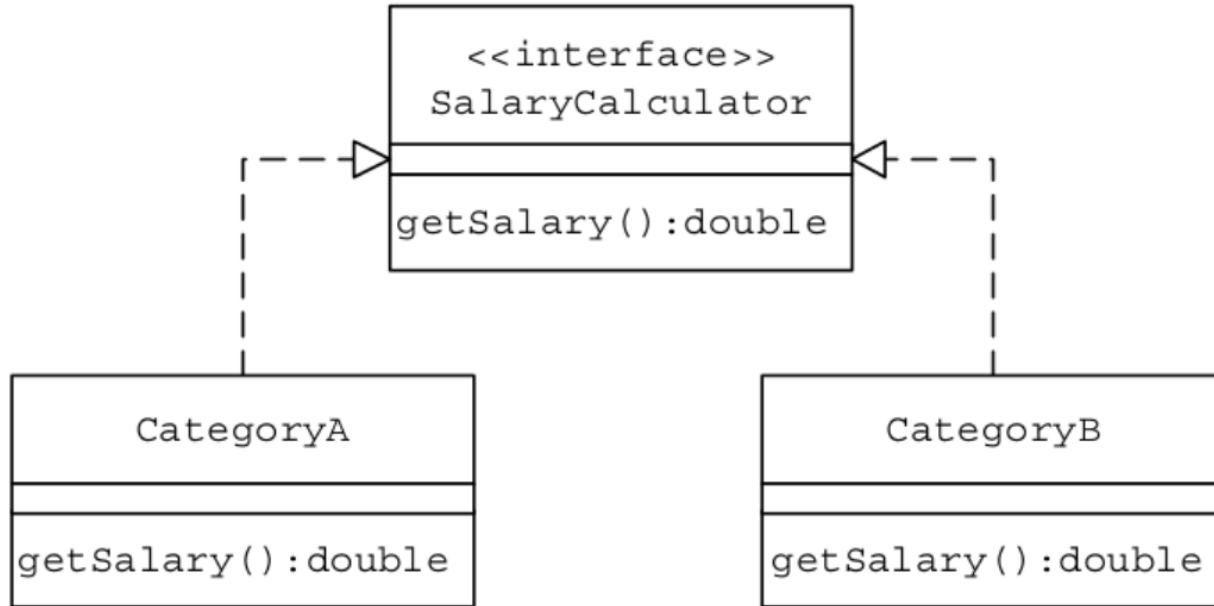 <<interface>>
SalaryCalculator
getSalary():double
CategoryA
getSalary():double
CategoryB
getSalary():double